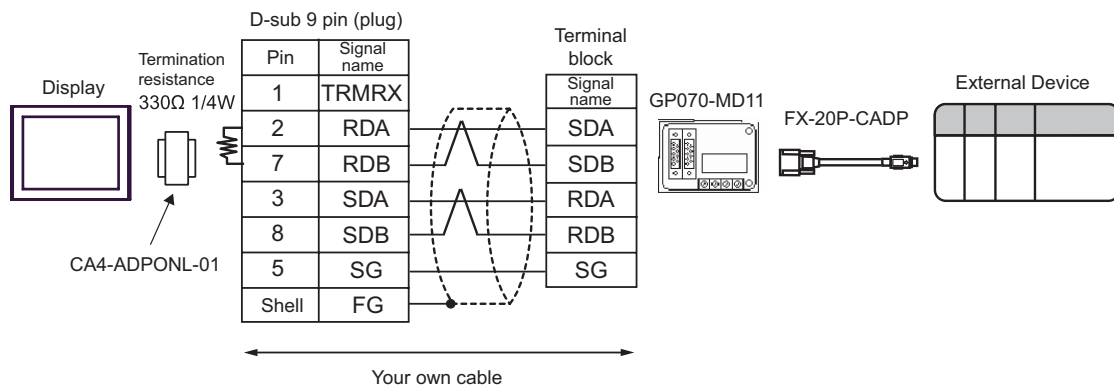 D-sub 9 pin (plug)
Display
Termination
resistance
330Ω 1/4W
CA4-ADPONL-01
Pin Signal name
1 TRMRX
2 RDA
7 RDB
3 SDA
8 SDB
5 SG
Shell FG
Terminal
block
Signal
name
SDA
SDB
RDA
RDB
SG
GP070-MD11
FX-20P-CADP
External Device
Your own cable